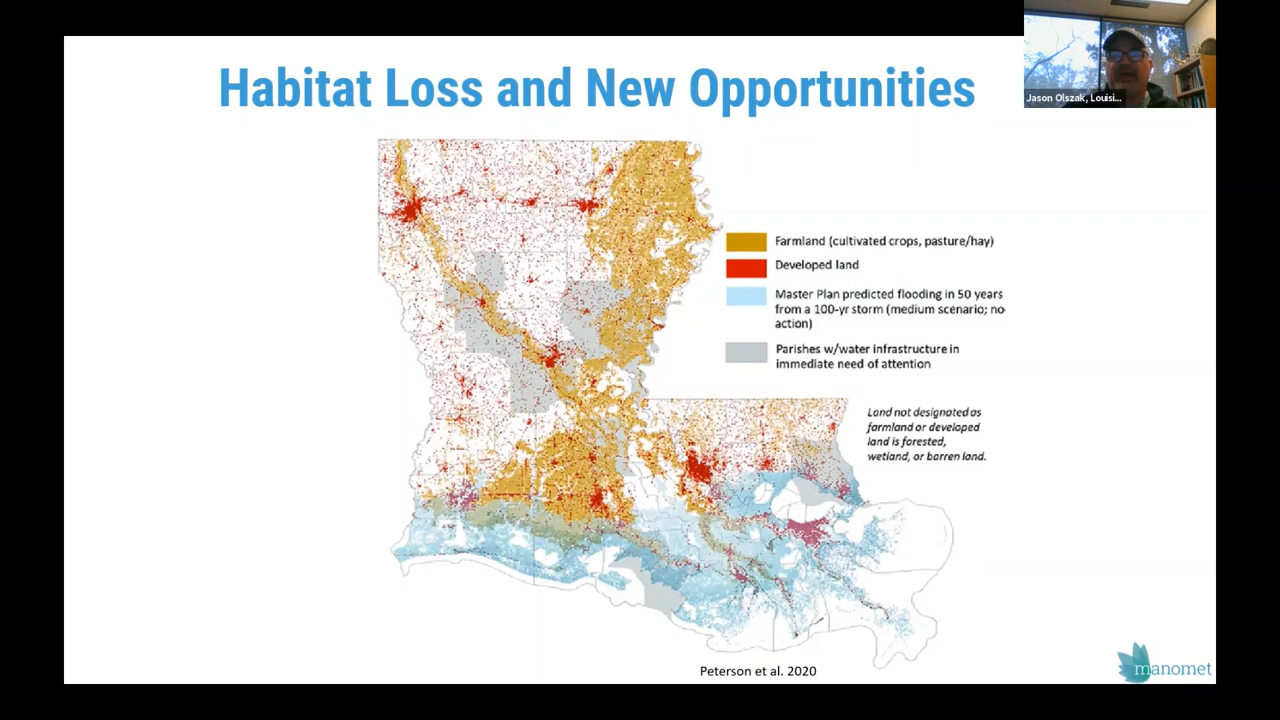 Habitat Loss and New Opportunities
Jason Olszak, Louisi...
Farmland (cultivated crops, pasture/hay)
Developed land
Master Plan predicted flooding in 50 years
from a 100-yr storm (medium scenario; no
action)
Parishes w/water infrastructure in
immediate need of attention
Land not designated as
farmland or developed
land is forested,
wetland, or barren land.
Peterson et al. 2020
manomet